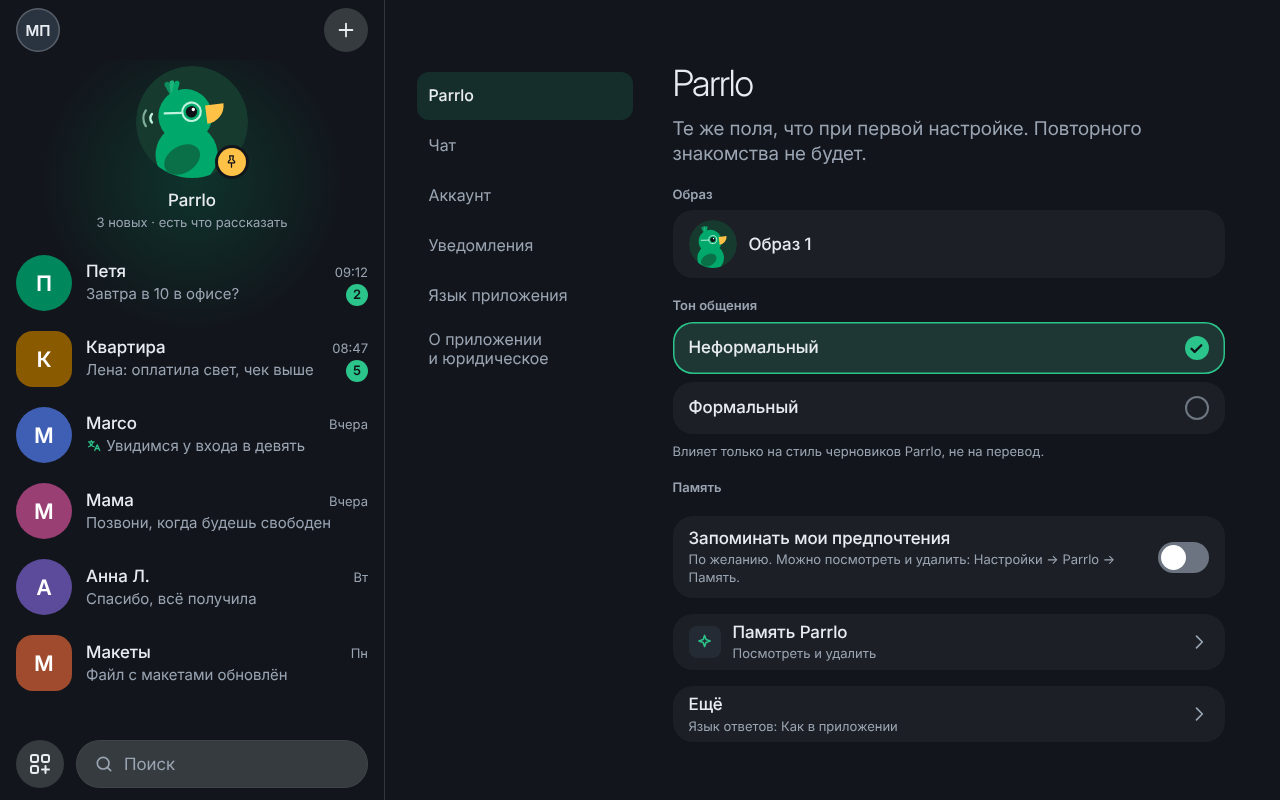 МП
Parrlo
3 новых · есть что рассказать
Петя
09:12
Завтра в 10 в офисе?
2
К
Квартира
08:47
Лена: оплатила свет, чек выше
5
П
M
Marco
Вчера
Увидимся у входа в девять
М
Мама
Вчера
Позвони, когда будешь свободен
А
Анна Л.
Вт
Спасибо, всё получила
М
Макеты
Пн
Файл с макетами обновлён
Поиск
Parrlo
Чат
Аккаунт
Уведомления
Язык приложения
О приложении
и юридическое
Parrlo
Те же поля, что при первой настройке. Повторного
знакомства не будет.
Образ
Образ 1
Тон общения
Неформальный
Формальный
Влияет только на стиль черновиков Parrlo, не на перевод.
Память
Запоминать мои предпочтения
По желанию. Можно посмотреть и удалить: Настройки → Parrlo →
Память.
Память Parrlo
Посмотреть и удалить
Ещё
Язык ответов: Как в приложении